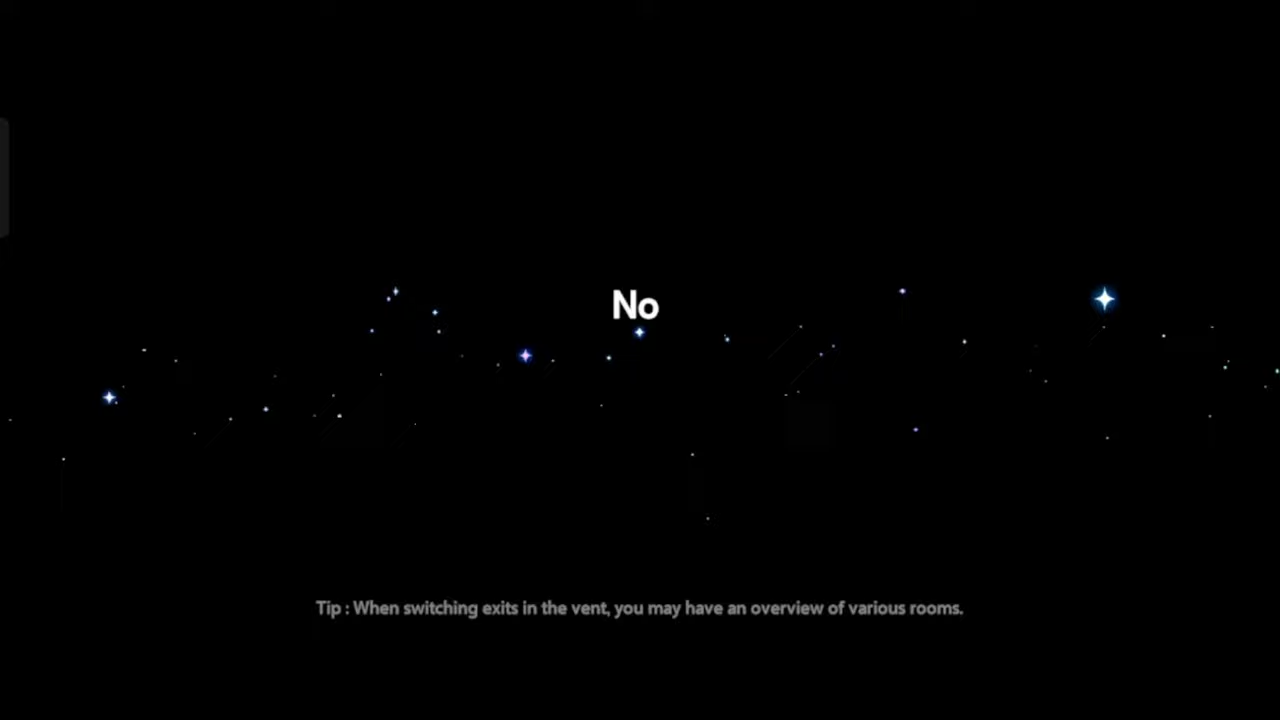 No
Tip : When switching exits in the vent, you may have an overview of various rooms.